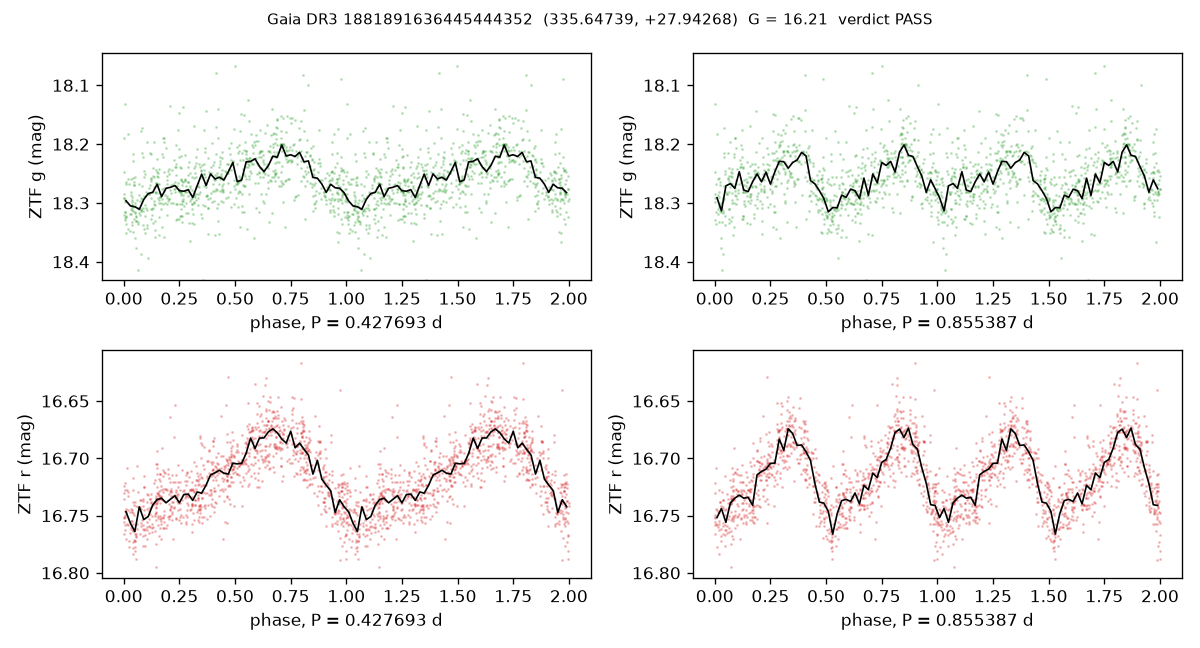 Gaia DR3 1881891636445444352  (335.64739, +27.94268)  G = 16.21  verdict PASS
ZTF g (mag)
18.1
18.2
18.3
18.4
0.00 0.25 0.50 0.75 1.00 1.25 1.50 1.75 2.00
phase, P = 0.427693 d
ZTF g (mag)
18.1
18.2
18.3
18.4
0.00 0.25 0.50 0.75 1.00 1.25 1.50 1.75 2.00
phase, P = 0.855387 d
ZTF r (mag)
16.65
16.70
16.75
16.80
0.00 0.25 0.50 0.75 1.00 1.25 1.50 1.75 2.00
phase, P = 0.427693 d
ZTF r (mag)
16.65
16.70
16.75
16.80
0.00 0.25 0.50 0.75 1.00 1.25 1.50 1.75 2.00
phase, P = 0.855387 d